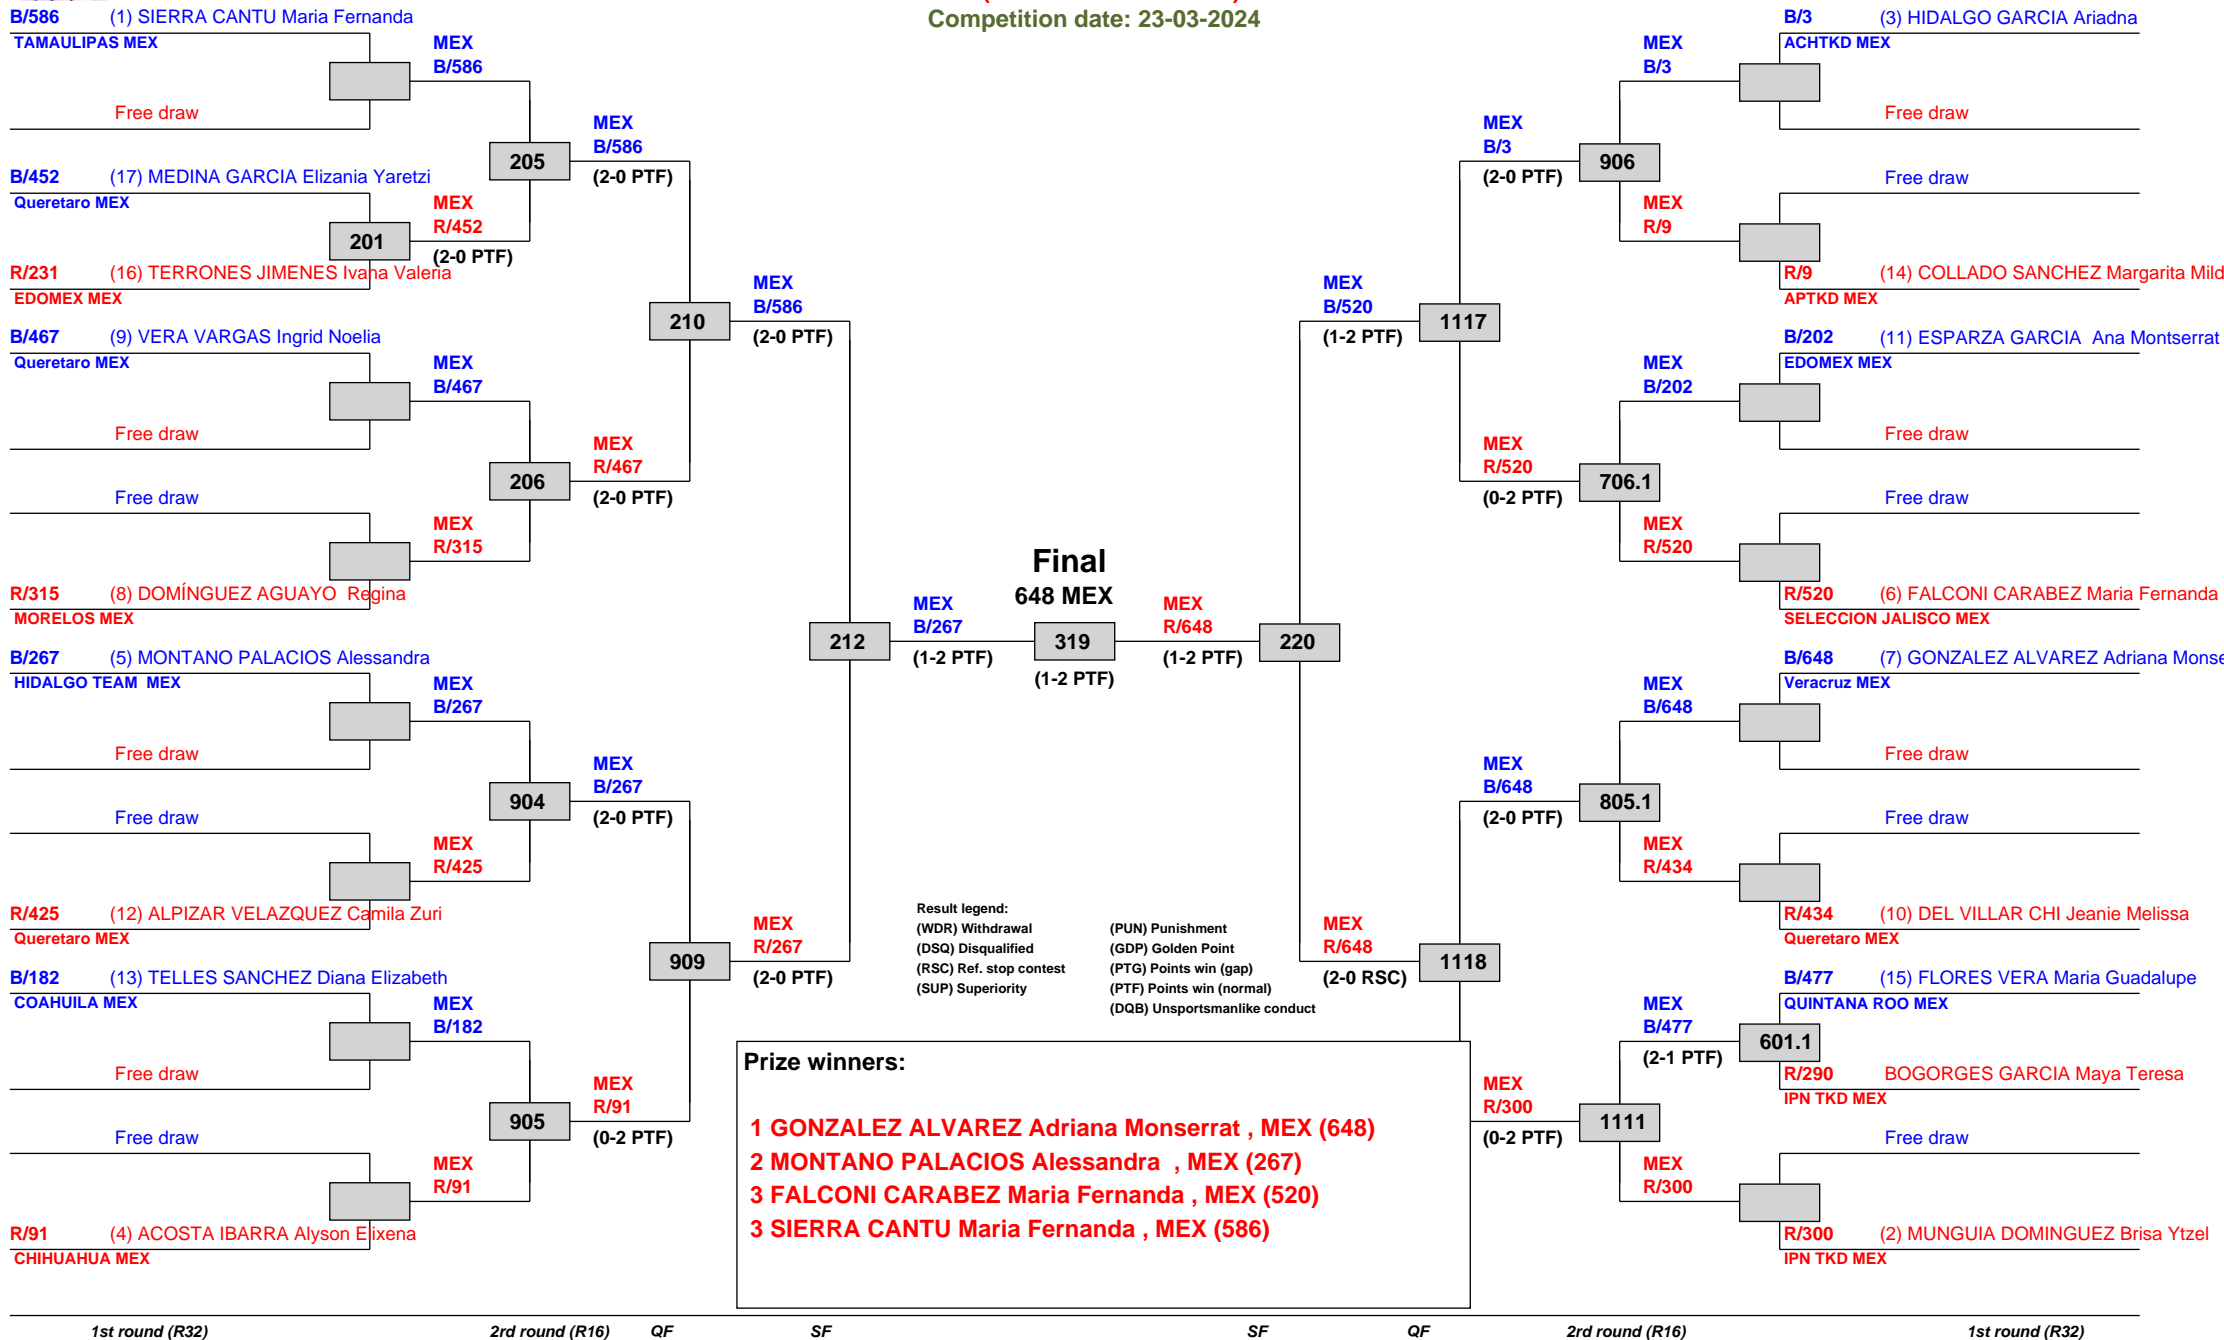 Competition date: 23-03-2024
B/586 (1) SIERRA CANTU Maria Fernanda
TAMAULIPAS MEX
Free draw
B/452 (17) MEDINA GARCIA Elizania Yaretzi
Queretaro MEX
201
R/231 (16) TERRONES JIMENES Ivana Valeria
EDOMEX MEX
B/467 (9) VERA VARGAS Ingrid Noelia
Queretaro MEX
Free draw
Free draw
R/315 (8) DOMÍNGUEZ AGUAYO Regina
MORELOS MEX
B/267 (5) MONTANO PALACIOS Alessandra
HIDALGO TEAM MEX
Free draw
Free draw
R/425 (12) ALPIZAR VELAZQUEZ Camila Zuri
Queretaro MEX
B/182 (13) TELLES SANCHEZ Diana Elizabeth
COAHUILA MEX
Free draw
Free draw
R/91 (4) ACOSTA IBARRA Alyson Elixena
CHIHUAHUA MEX
MEX
B/586
205
MEX
R/452
(2-0 PTF)
MEX
B/467
206
MEX
R/315
MEX
B/267
904
MEX
R/425
MEX
B/182
905
MEX
R/91
MEX
B/586
(2-0 PTF)
210
MEX
R/467
(2-0 PTF)
MEX
B/267
(2-0 PTF)
909
MEX
R/91
(0-2 PTF)
MEX
B/586
(2-0 PTF)
212
MEX
R/267
(2-0 PTF)
MEX
B/267
(1-2 PTF)
Final
648 MEX
319
(1-2 PTF)
MEX
R/648
(1-2 PTF)
220
MEX
B/520
(1-2 PTF)
1117
MEX
R/648
(2-0 RSC)
1118
MEX
B/3
(2-0 PTF)
906
MEX
R/520
(0-2 PTF)
706.1
MEX
B/648
(2-0 PTF)
805.1
MEX
R/300
(0-2 PTF)
1111
MEX
B/3
MEX
R/9
MEX
B/202
MEX
R/520
MEX
B/648
MEX
R/434
MEX
B/477
(2-1 PTF)
601.1
MEX
R/300
B/3 (3) HIDALGO GARCIA Ariadna
ACHTKD MEX
Free draw
Free draw
R/9 (14) COLLADO SANCHEZ Margarita Mild
APTKD MEX
B/202 (11) ESPARZA GARCIA Ana Montserrat
EDOMEX MEX
Free draw
Free draw
R/520 (6) FALCONI CARABEZ Maria Fernanda
SELECCION JALISCO MEX
B/648 (7) GONZALEZ ALVAREZ Adriana Monse
Veracruz MEX
Free draw
Free draw
R/434 (10) DEL VILLAR CHI Jeanie Melissa
Queretaro MEX
B/477 (15) FLORES VERA Maria Guadalupe
QUINTANA ROO MEX
R/290 BOGORGES GARCIA Maya Teresa
IPN TKD MEX
Free draw
R/300 (2) MUNGUIA DOMINGUEZ Brisa Ytzel
IPN TKD MEX
Result legend:
(WDR) Withdrawal
(DSQ) Disqualified
(RSC) Ref. stop contest
(SUP) Superiority
(PUN) Punishment
(GDP) Golden Point
(PTG) Points win (gap)
(PTF) Points win (normal)
(DQB) Unsportsmanlike conduct
Prize winners:
1 GONZALEZ ALVAREZ Adriana Monserrat , MEX (648)
2 MONTANO PALACIOS Alessandra , MEX (267)
3 FALCONI CARABEZ Maria Fernanda , MEX (520)
3 SIERRA CANTU Maria Fernanda , MEX (586)
1st round (R32) 2rd round (R16) QF SF SF QF 2rd round (R16) 1st round (R32)